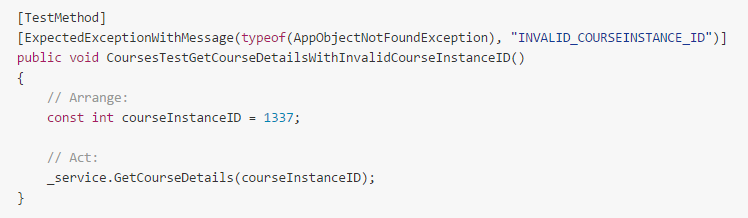 [TestMethod]
[ExpectedExceptionWithMessage(typeof(AppObjectNotFoundException), "INVALID_COURSEINSTANCE_ID")]
public void CoursesTestGetCourseDetailsWithInvalidCourseInstanceID()
{
    // Arrange:
    const int courseInstanceID = 1337;

    // Act:
    _service.GetCourseDetails(courseInstanceID);
}